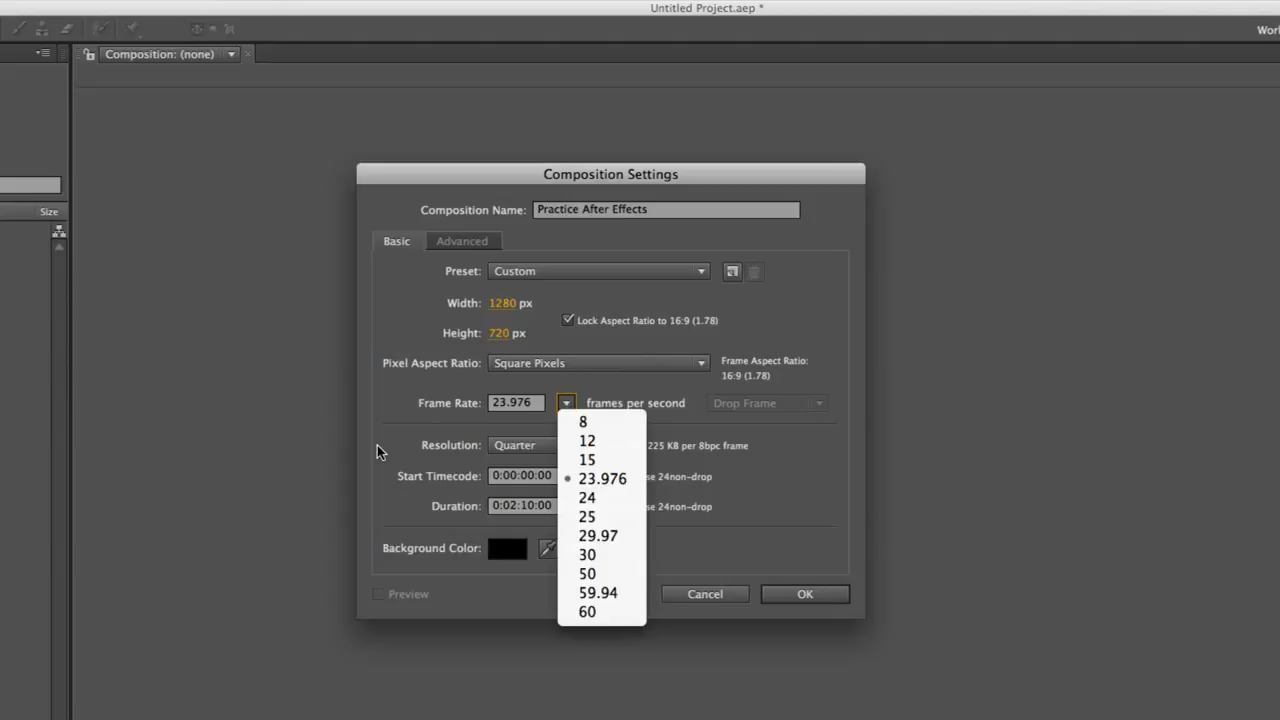 Untitled Project.aep *
Work
Composition: (none)
Size
Composition Settings
Composition Name: Practice After Effects
Basic Advanced
Preset: Custom
Width: 1280 px
Lock Aspect Ratio to 16:9 (1.78)
Height: 720 px
Pixel Aspect Ratio: Square Pixels
Frame Aspect Ratio:
16:9 (1.78)
Frame Rate: 23.976 frames per second Drop Frame
8
12
15
23.976
24
25
29.97
30
50
59.94
60
Resolution: Quarter 225 KB per 8bpc frame
Start Timecode: 0:00:00:00 se 24non-drop
Duration: 0:02:10:00 se 24non-drop
Background Color:
Preview Cancel OK